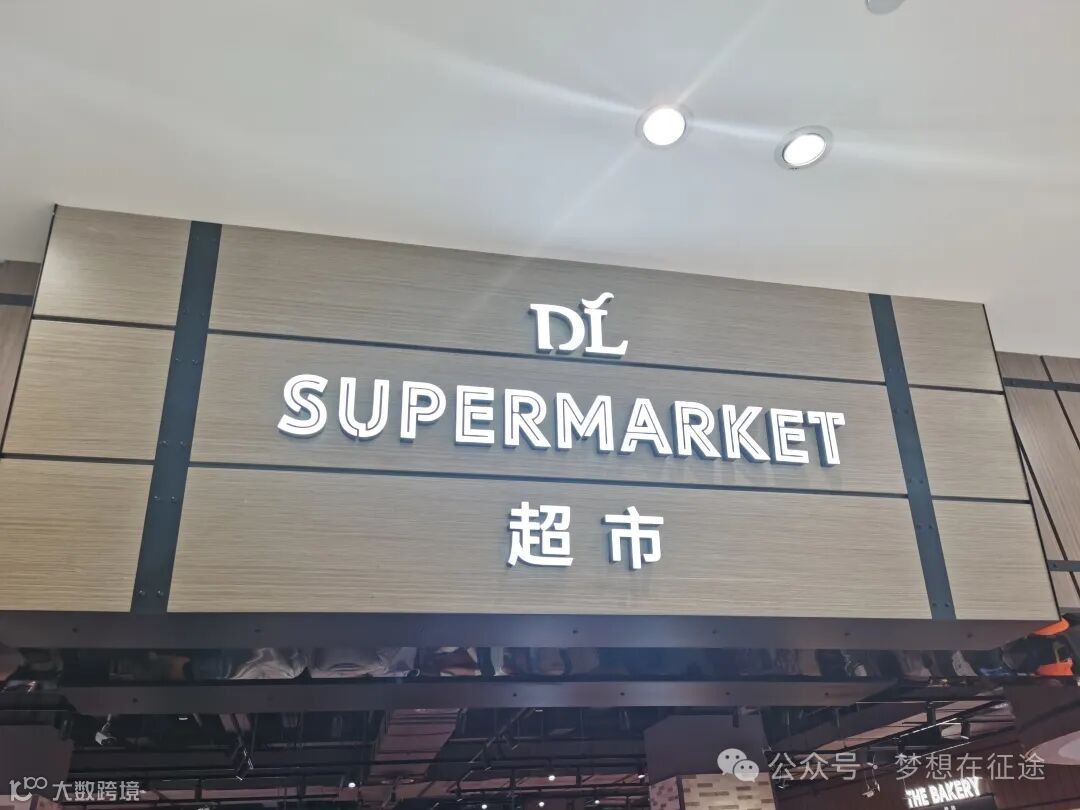 DL
SUPERMARKET
超市
公众号 · 梦想在征途
THE BAKERY
大数跨境